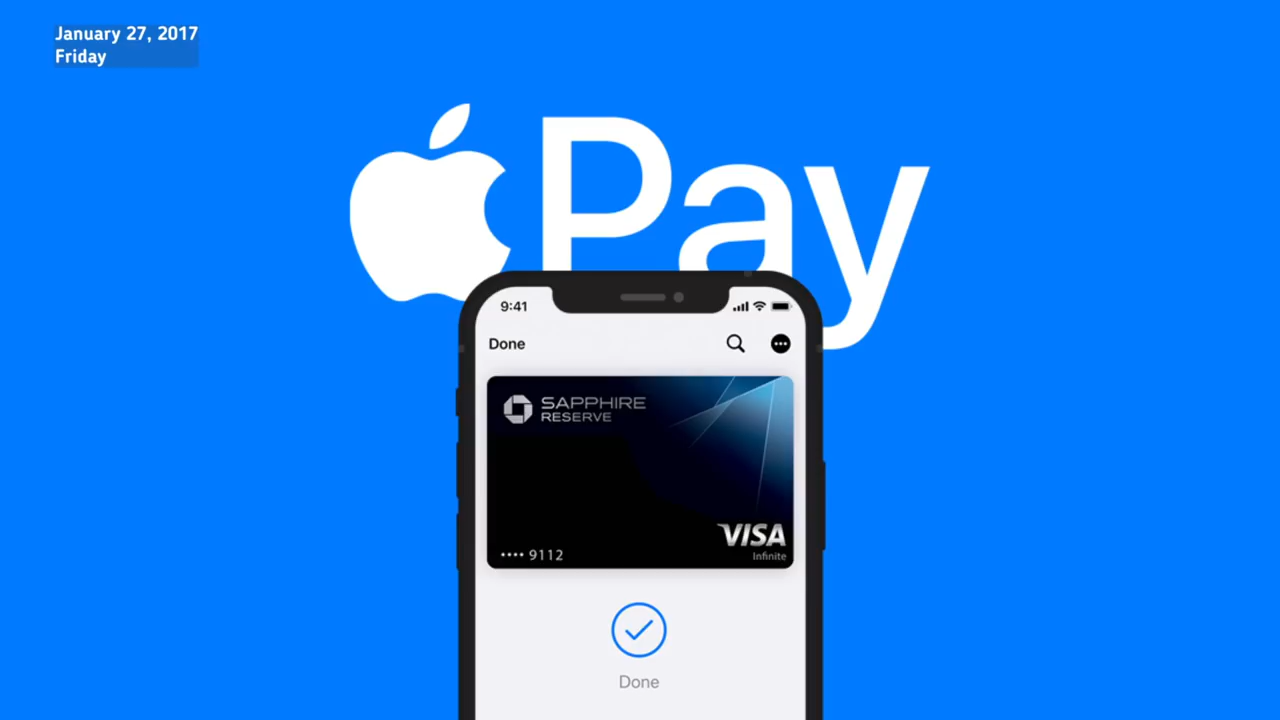 January 27, 2017
Friday
Pay
9:41
Done
SAPPHIRE
RESERVE
VISA
Infinite
•••• 9112
Done